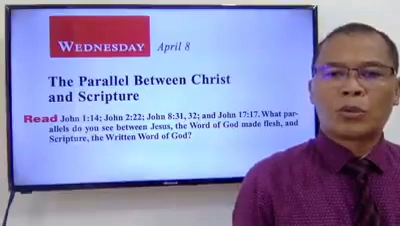 WEDNESDAY April 8
The Parallel Between Christ
and Scripture
Read John 1:14; John 2:22; John 8:31, 32; and John 17:17. What par-
allels do you see between Jesus, the Word of God made flesh, and
Scripture, the Written Word of God?